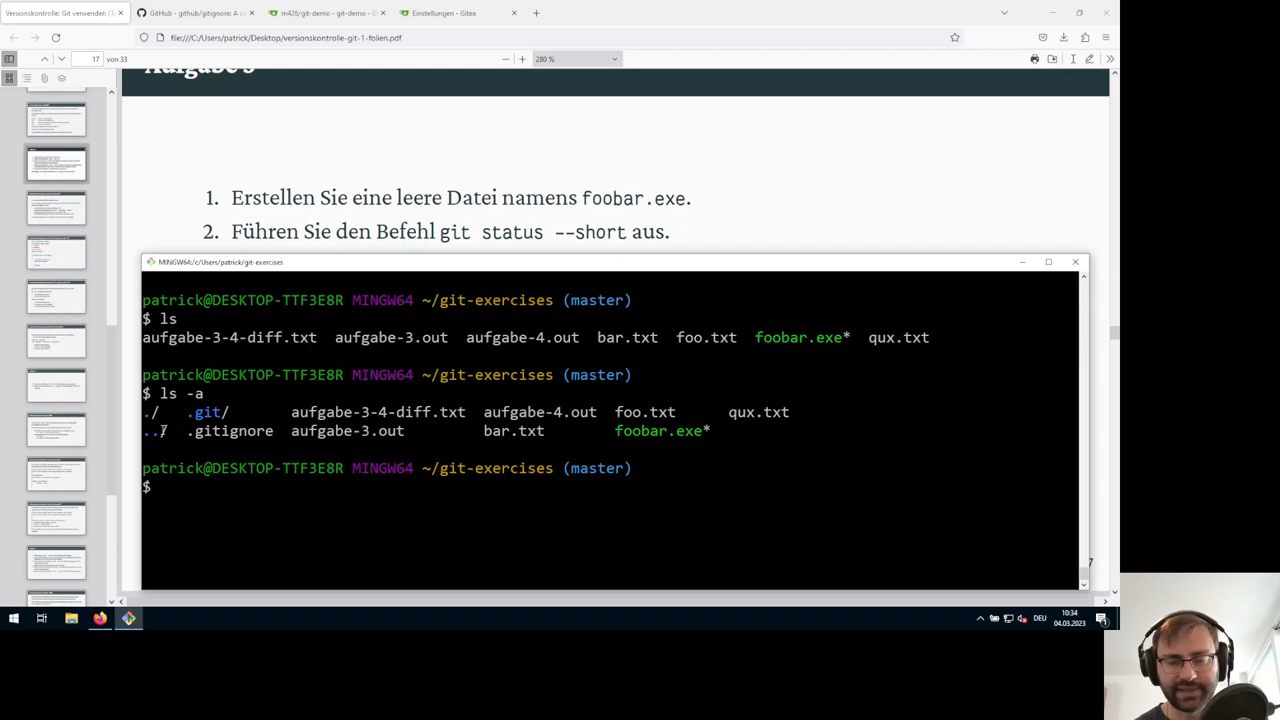 Versionskontrolle: Git verwenden (
GitHub - github/gitignore: A c
m426/git-demo - git-demo - G
Einstellungen - Gitea
file:///C:/Users/patrick/Desktop/versionskontrolle-git-1-folien.pdf
17 von 33
280 %
1. Erstellen Sie eine leere Datei namens foobar.exe.
2. Führen Sie den Befehl git status --short aus.
MINGW64:/c/Users/patrick/git-exercises
patrick@DESKTOP-TTF3E8R MINGW64 ~/git-exercises (master)
$ ls
aufgabe-3-4-diff.txt aufgabe-3.out aufgabe-4.out bar.txt foo.txt foobar.exe* qux.txt
patrick@DESKTOP-TTF3E8R MINGW64 ~/git-exercises (master)
$ ls -a
./ .git/ aufgabe-3-4-diff.txt aufgabe-4.out foo.txt qux.txt
../ .gitignore aufgabe-3.out bar.txt foobar.exe*
patrick@DESKTOP-TTF3E8R MINGW64 ~/git-exercises (master)
$
7
DEU
10:34
04.03.2023